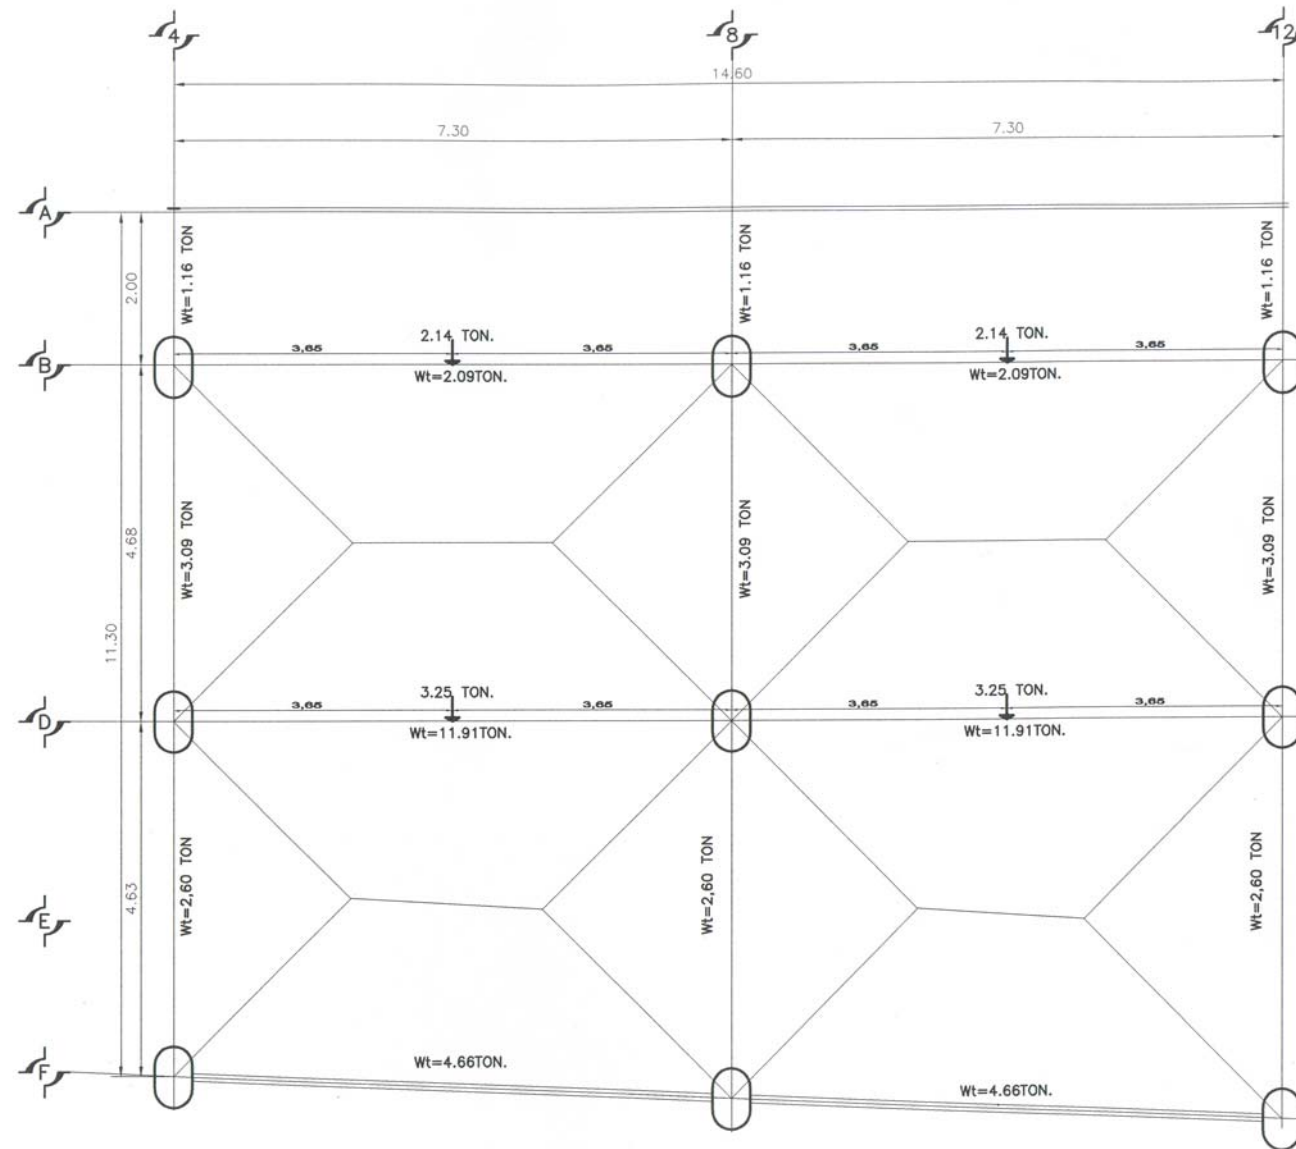 4 8 12
14.60
7.30 7.30
A
Wt=1.16 TON Wt=1.16 TON Wt=1.16 TON
2.00
2.14 TON. 2.14 TON.
3,65 3,65 3,65 3,65
B
Wt=2.09TON. Wt=2.09TON.
4.68
Wt=3.09 TON Wt=3.09 TON Wt=3.09 TON
11.30
3.25 TON. 3.25 TON.
3,65 3,65 3,65 3,65
D
Wt=11.91TON. Wt=11.91TON.
4.63
Wt=2,60 TON Wt=2,60 TON Wt=2,60 TON
E
Wt=4.66TON. Wt=4.66TON.
F